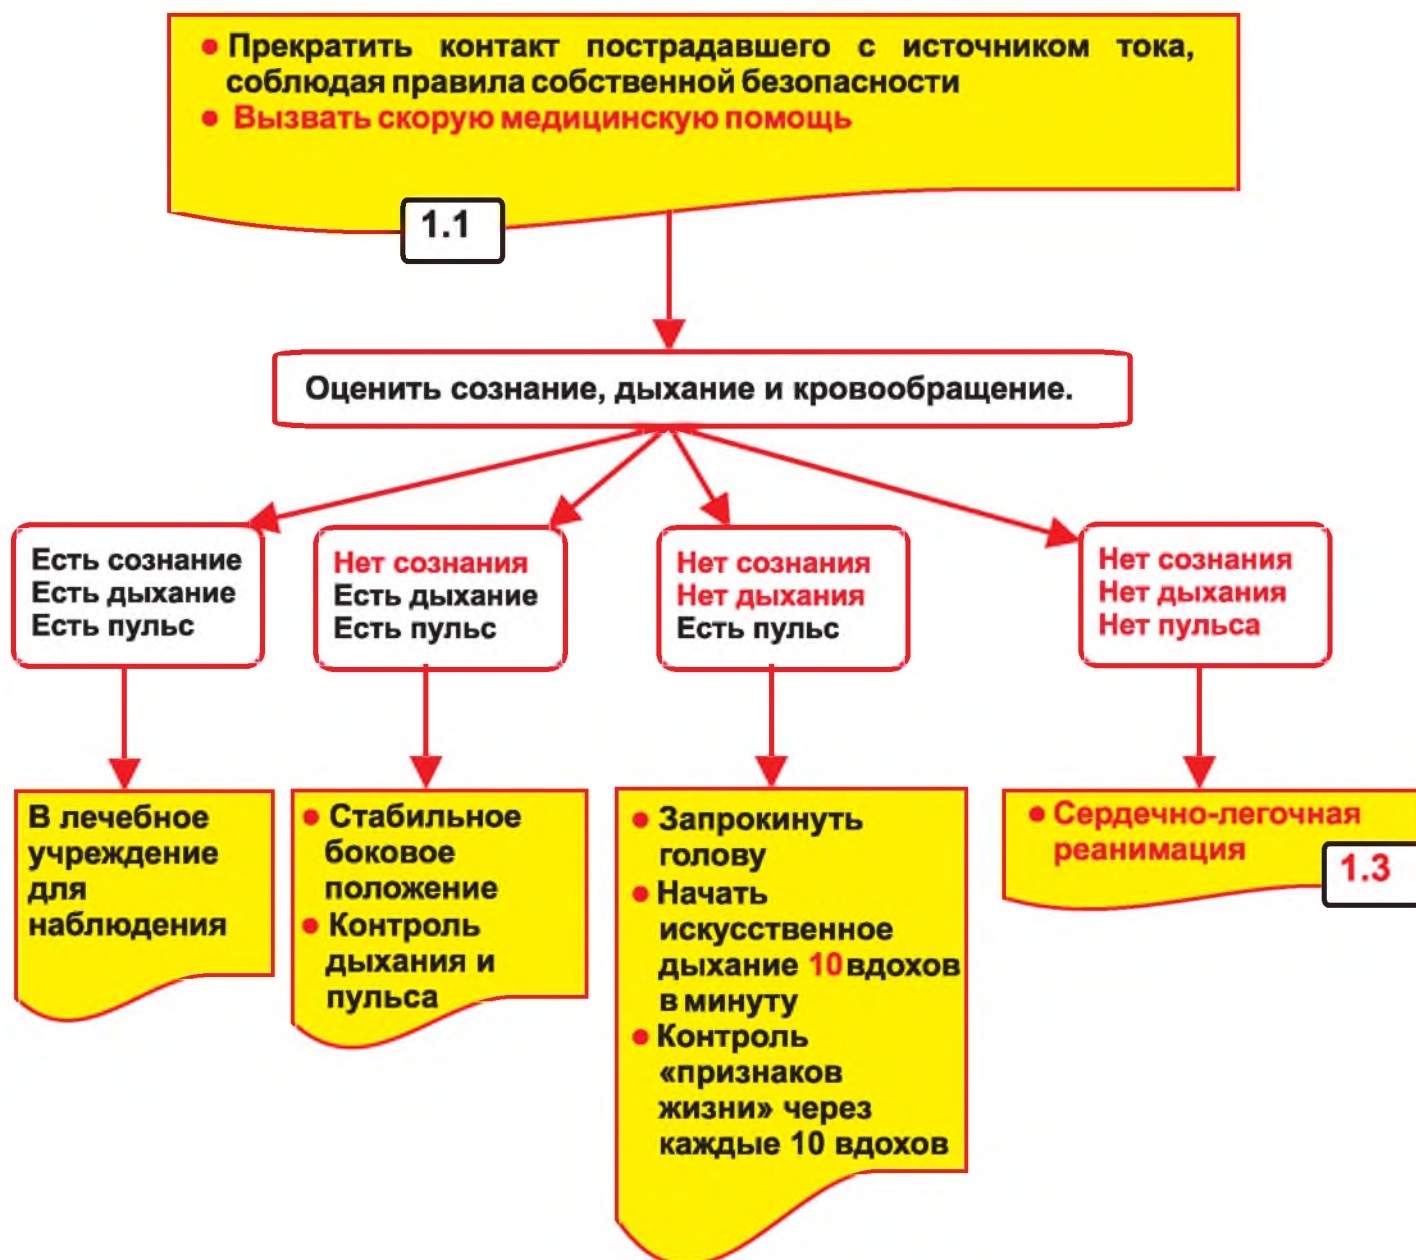 • Прекратить контакт пострадавшего с источником тока,
соблюдая правила собственной безопасности
• Вызвать скорую медицинскую помощь
1.1
Оценить сознание, дыхание и кровообращение.
Есть сознание
Есть дыхание
Есть пульс
Нет сознания
Есть дыхание
Есть пульс
Нет сознания
Нет дыхания
Есть пульс
Нет сознания
Нет дыхания
Нет пульса
В лечебное
учреждение
для
наблюдения
• Стабильное
боковое
положение
• Контроль
дыхания и
пульса
• Запрокинуть
голову
• Начать
искусственное
дыхание 10 вдохов
в минуту
• Контроль
«признаков
жизни» через
каждые 10 вдохов
• Сердечно-легочная
реанимация
1.3